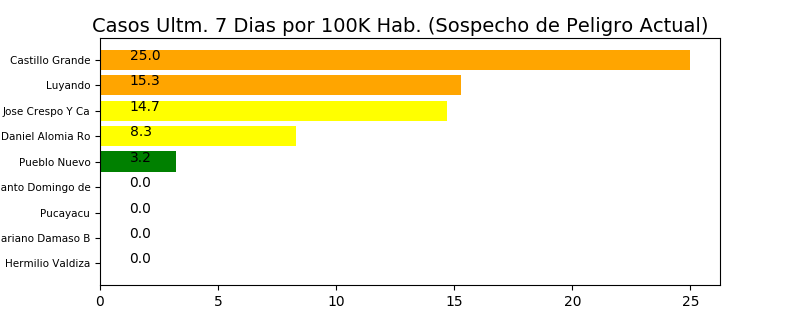 Casos Ultm. 7 Dias por 100K Hab. (Sospecho de Peligro Actual)
Castillo Grande 25.0
Luyando 15.3
Jose Crespo Y Ca 14.7
Daniel Alomia Ro 8.3
Pueblo Nuevo 3.2
anto Domingo de 0.0
Pucayacu 0.0
ariano Damaso B 0.0
Hermilio Valdiza 0.0
0 5 10 15 20 25